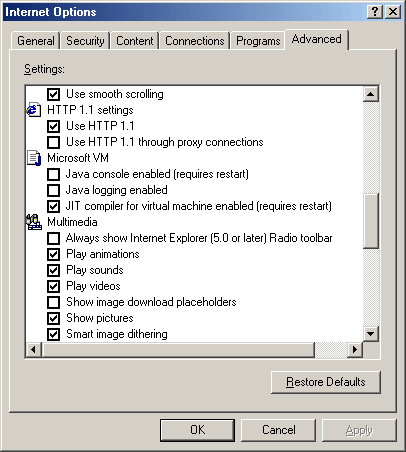 Internet Options
General Security Content Connections Programs Advanced
Settings:
Use smooth scrolling
HTTP 1.1 settings
Use HTTP 1.1
Use HTTP 1.1 through proxy connections
Microsoft VM
Java console enabled (requires restart)
Java logging enabled
JIT compiler for virtual machine enabled (requires restart)
Multimedia
Always show Internet Explorer (5.0 or later) Radio toolbar
Play animations
Play sounds
Play videos
Show image download placeholders
Show pictures
Smart image dithering
Restore Defaults
OK Cancel Apply